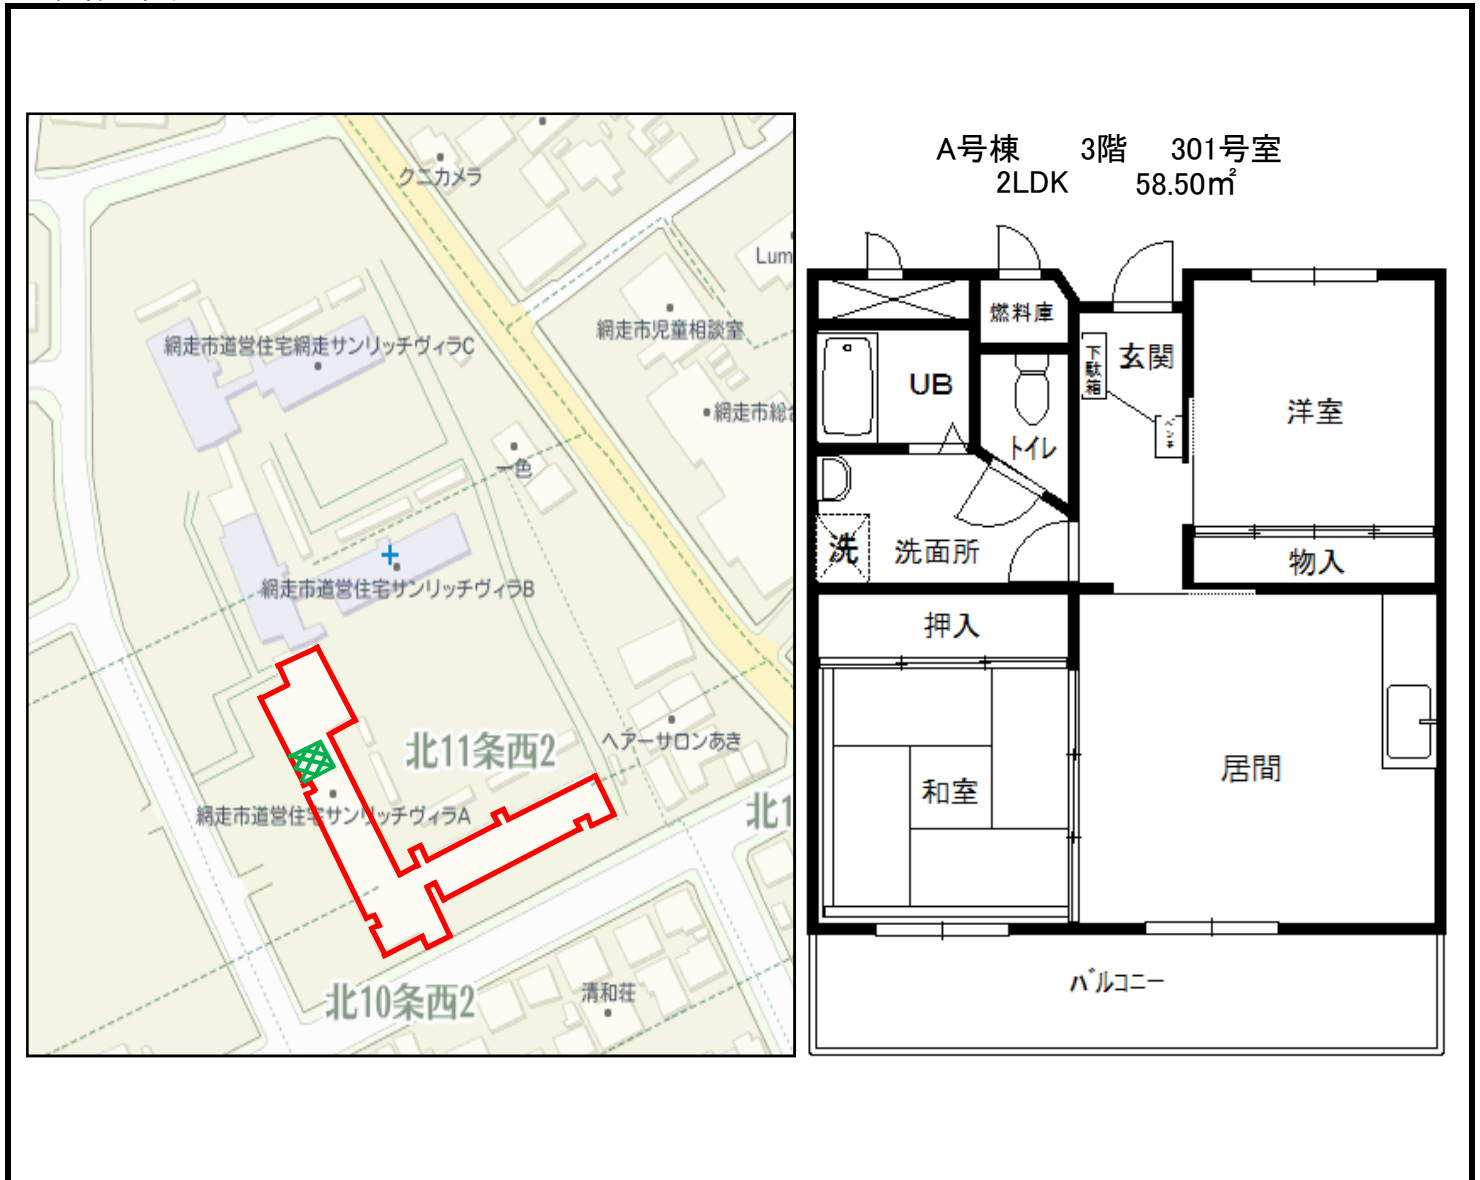 クニカメラ
Lum
網走市児童相談室
網走市道営住宅網走サンリッチヴィラC
網走市総合
一色
網走市道営住宅サンリッチヴィラB
北11条西2
ヘアーサロンあき
網走市道営住宅サンリッチヴィラA
北1
北10条西2
清和荘
A号棟 3階 301号室
2LDK 58.50㎡
燃料庫
下駄箱
玄関
UB
ベンチ
洋室
トイレ
洗
洗面所
物入
押入
居間
和室
バルコニー